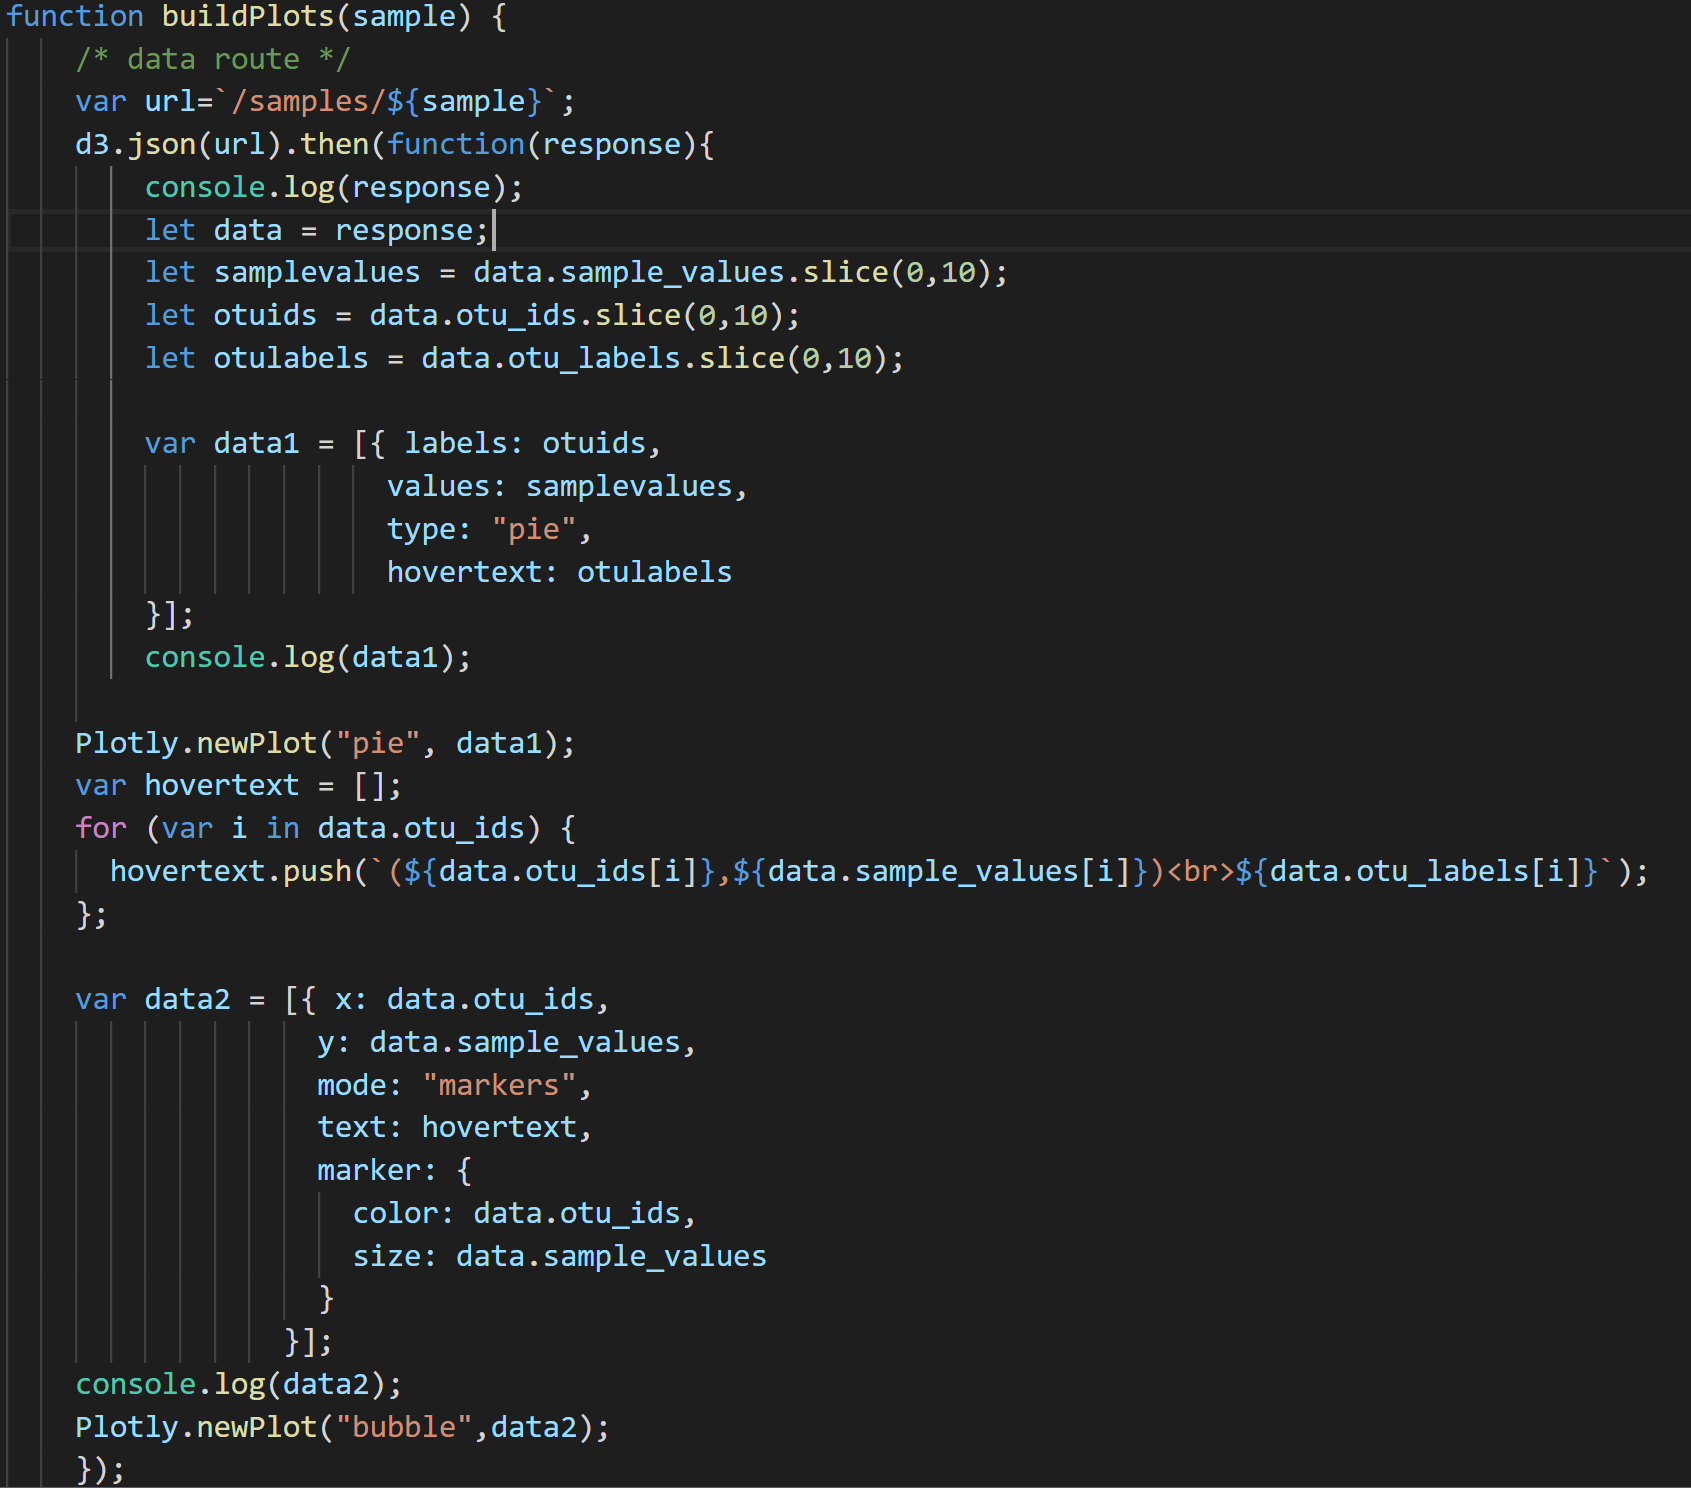 function buildPlots(sample) {
    /* data route */
    var url=`/samples/${sample}`;
    d3.json(url).then(function(response){
        console.log(response);
        let data = response;
        let samplevalues = data.sample_values.slice(0,10);
        let otuids = data.otu_ids.slice(0,10);
        let otulabels = data.otu_labels.slice(0,10);

        var data1 = [{ labels: otuids,
                      values: samplevalues,
                      type: "pie",
                      hovertext: otulabels
        }];
        console.log(data1);

    Plotly.newPlot("pie", data1);
    var hovertext = [];
    for (var i in data.otu_ids) {
      hovertext.push(`(${data.otu_ids[i]},${data.sample_values[i]})<br>${data.otu_labels[i]}`);
    };

    var data2 = [{ x: data.otu_ids,
                  y: data.sample_values,
                  mode: "markers",
                  text: hovertext,
                  marker: {
                    color: data.otu_ids,
                    size: data.sample_values
                  }
                }];
    console.log(data2);
    Plotly.newPlot("bubble",data2);
    });